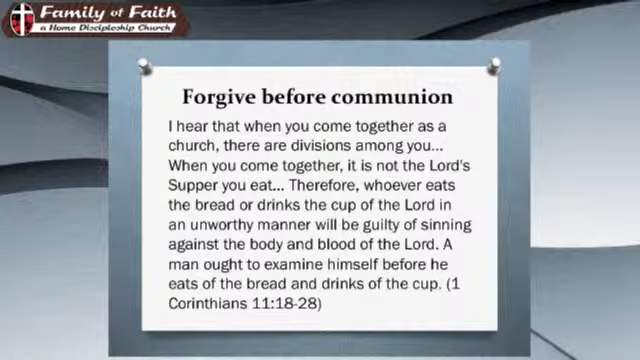 Family of Faith
a Home Discipleship Church
Forgive before communion
I hear that when you come together as a
church, there are divisions among you...
When you come together, it is not the Lord's
Supper you eat... Therefore, whoever eats
the bread or drinks the cup of the Lord in
an unworthy manner will be guilty of sinning
against the body and blood of the Lord. A
man ought to examine himself before he
eats of the bread and drinks of the cup. (1
Corinthians 11:18-28)